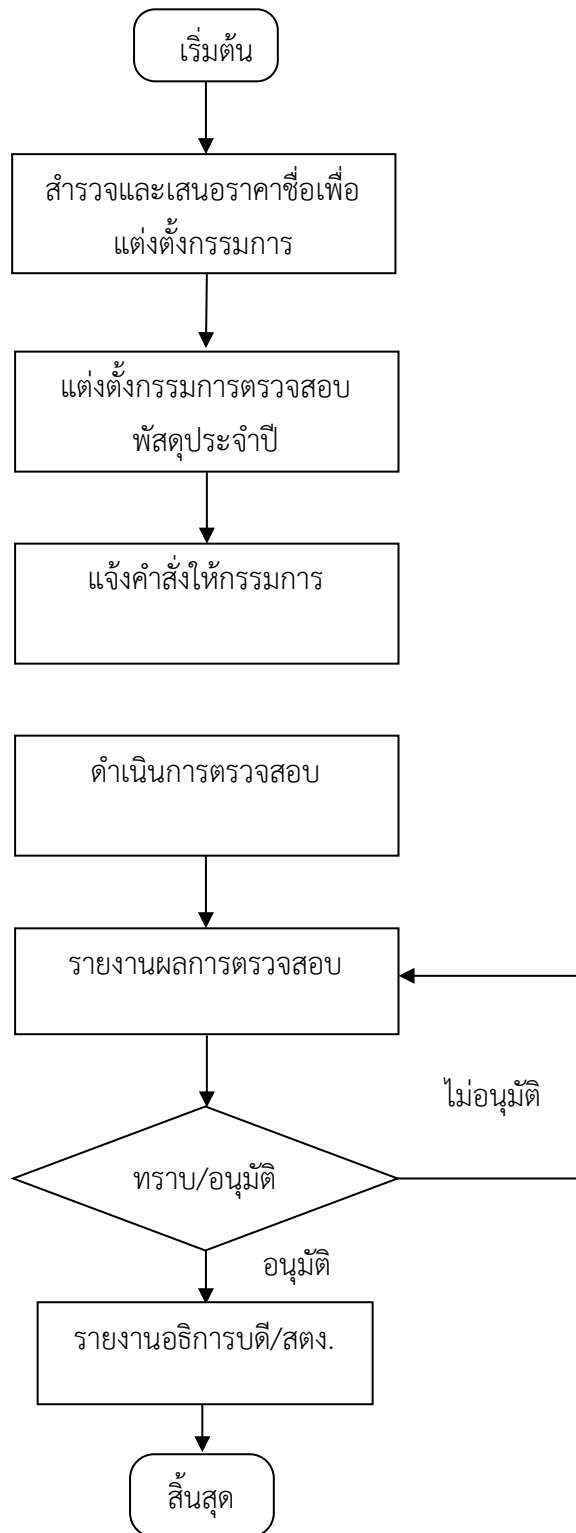 เริ่มต้น
สำรวจและเสนอราคาชื่อเพื่อ
แต่งตั้งกรรมการ
แต่งตั้งกรรมการตรวจสอบ
พัสดุประจำปี
แจ้งคำสั่งให้กรรมการ
ดำเนินการตรวจสอบ
รายงานผลการตรวจสอบ
ไม่อนุมัติ
ทราบ/อนุมัติ
อนุมัติ
รายงานอธิการบดี/สตง.
สิ้นสุด